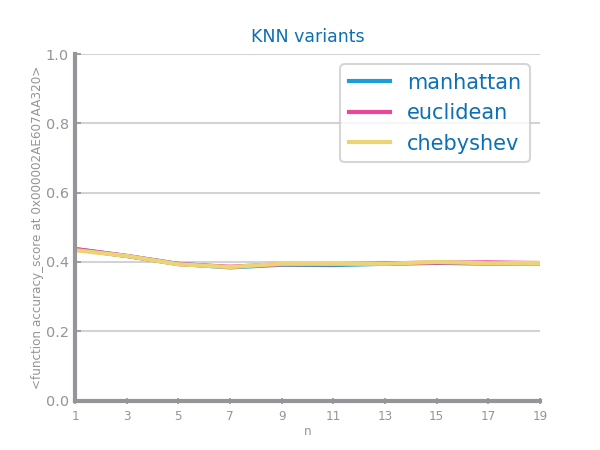 KNN variants
<function accuracy_score at 0x000002AE607AA320>
1.0
0.8
0.6
0.4
0.2
0.0
manhattan
euclidean
chebyshev
1 3 5 7 9 11 13 15 17 19
n